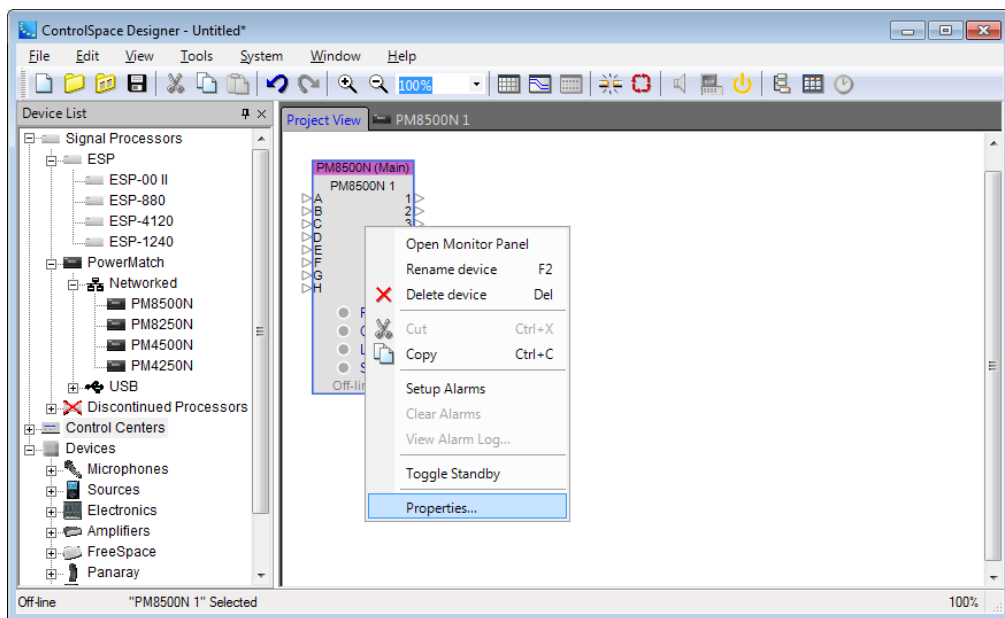 ControlSpace Designer - Untitled*
File Edit View Tools System Window Help
100%
Device List
Project View PM8500N 1
Signal Processors
ESP
ESP-00 II
ESP-880
ESP-4120
ESP-1240
PowerMatch
Networked
PM8500N
PM8250N
PM4500N
PM4250N
USB
Discontinued Processors
Control Centers
Devices
Microphones
Sources
Electronics
Amplifiers
FreeSpace
Panaray
PM8500N (Main)
PM8500N 1
A 1
B 2
C 3
D
E
F
G
H
Open Monitor Panel
Rename device F2
Delete device Del
Cut Ctrl+X
Copy Ctrl+C
Setup Alarms
Clear Alarms
View Alarm Log...
Toggle Standby
Properties...
Off-line "PM8500N 1" Selected 100%